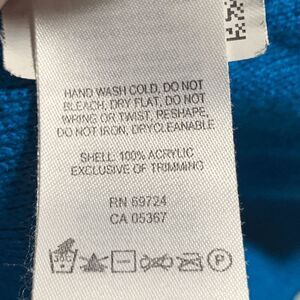 HAND WASH COLD, DO NOT
BLEACH, DRY FLAT, DO NOT
WRING OR TWIST, RESHAPE,
DO NOT IRON, DRYCLEANABLE
SHELL: 100% ACRYLIC
EXCLUSIVE OF TRIMMING
RN 69724
CA 05367
30C P